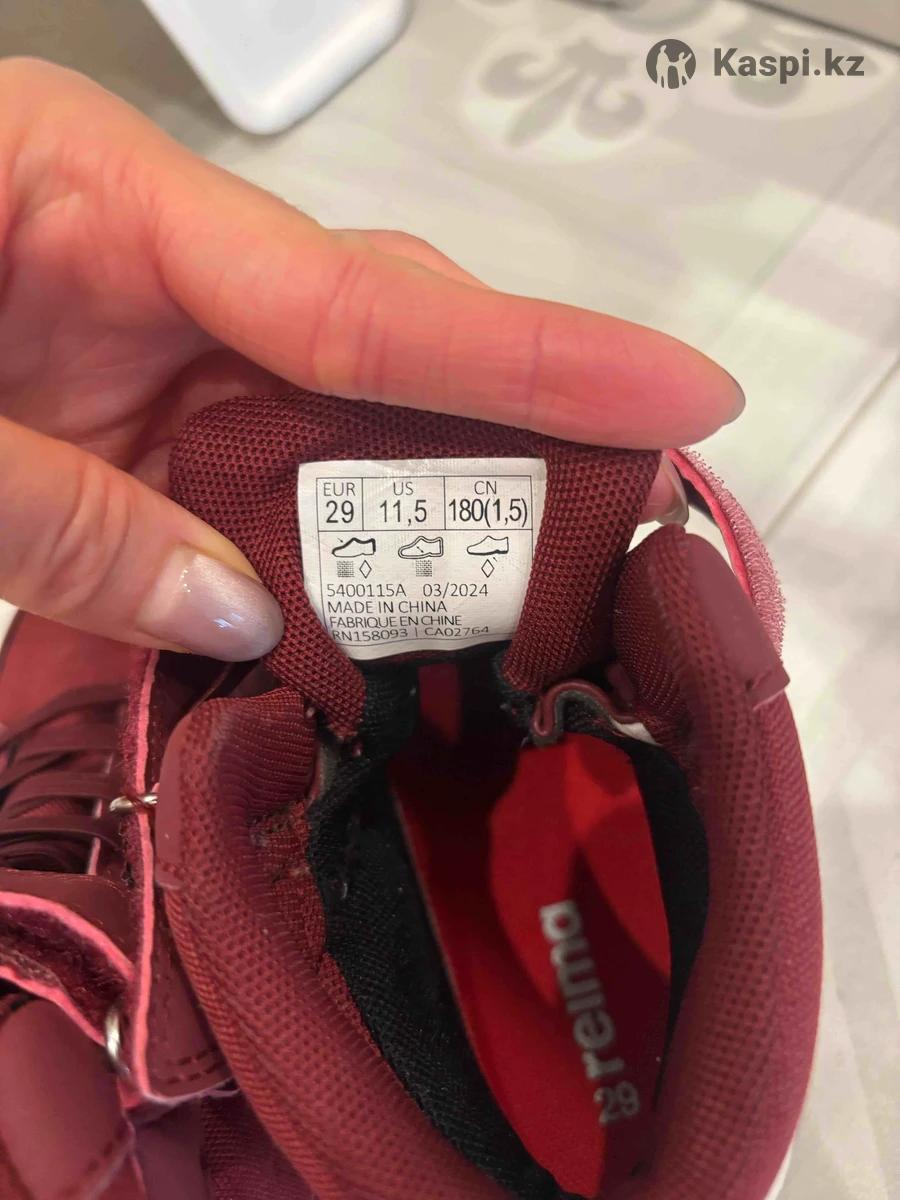 Kaspi.kz
EUR US CN
29 11,5 180(1,5)
5400115A 03/2024
MADE IN CHINA
FABRIQUE EN CHINE
RN158093 | CA02764
reima
29